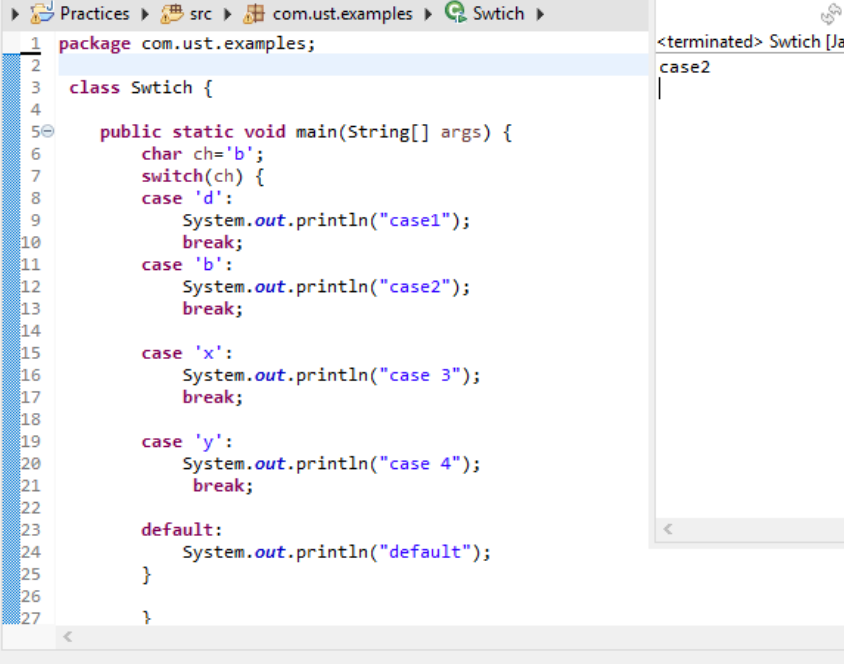 Practices src com.ust.examples Swtich
1 package com.ust.examples;
2
3 class Swtich {
4
5 public static void main(String[] args) {
6 char ch='b';
7 switch(ch) {
8 case 'd':
9 System.out.println("case1");
10 break;
11 case 'b':
12 System.out.println("case2");
13 break;
14
15 case 'x':
16 System.out.println("case 3");
17 break;
18
19 case 'y':
20 System.out.println("case 4");
21 break;
22
23 default:
24 System.out.println("default");
25 }
26
27 }
<terminated> Swtich [Ja
case2